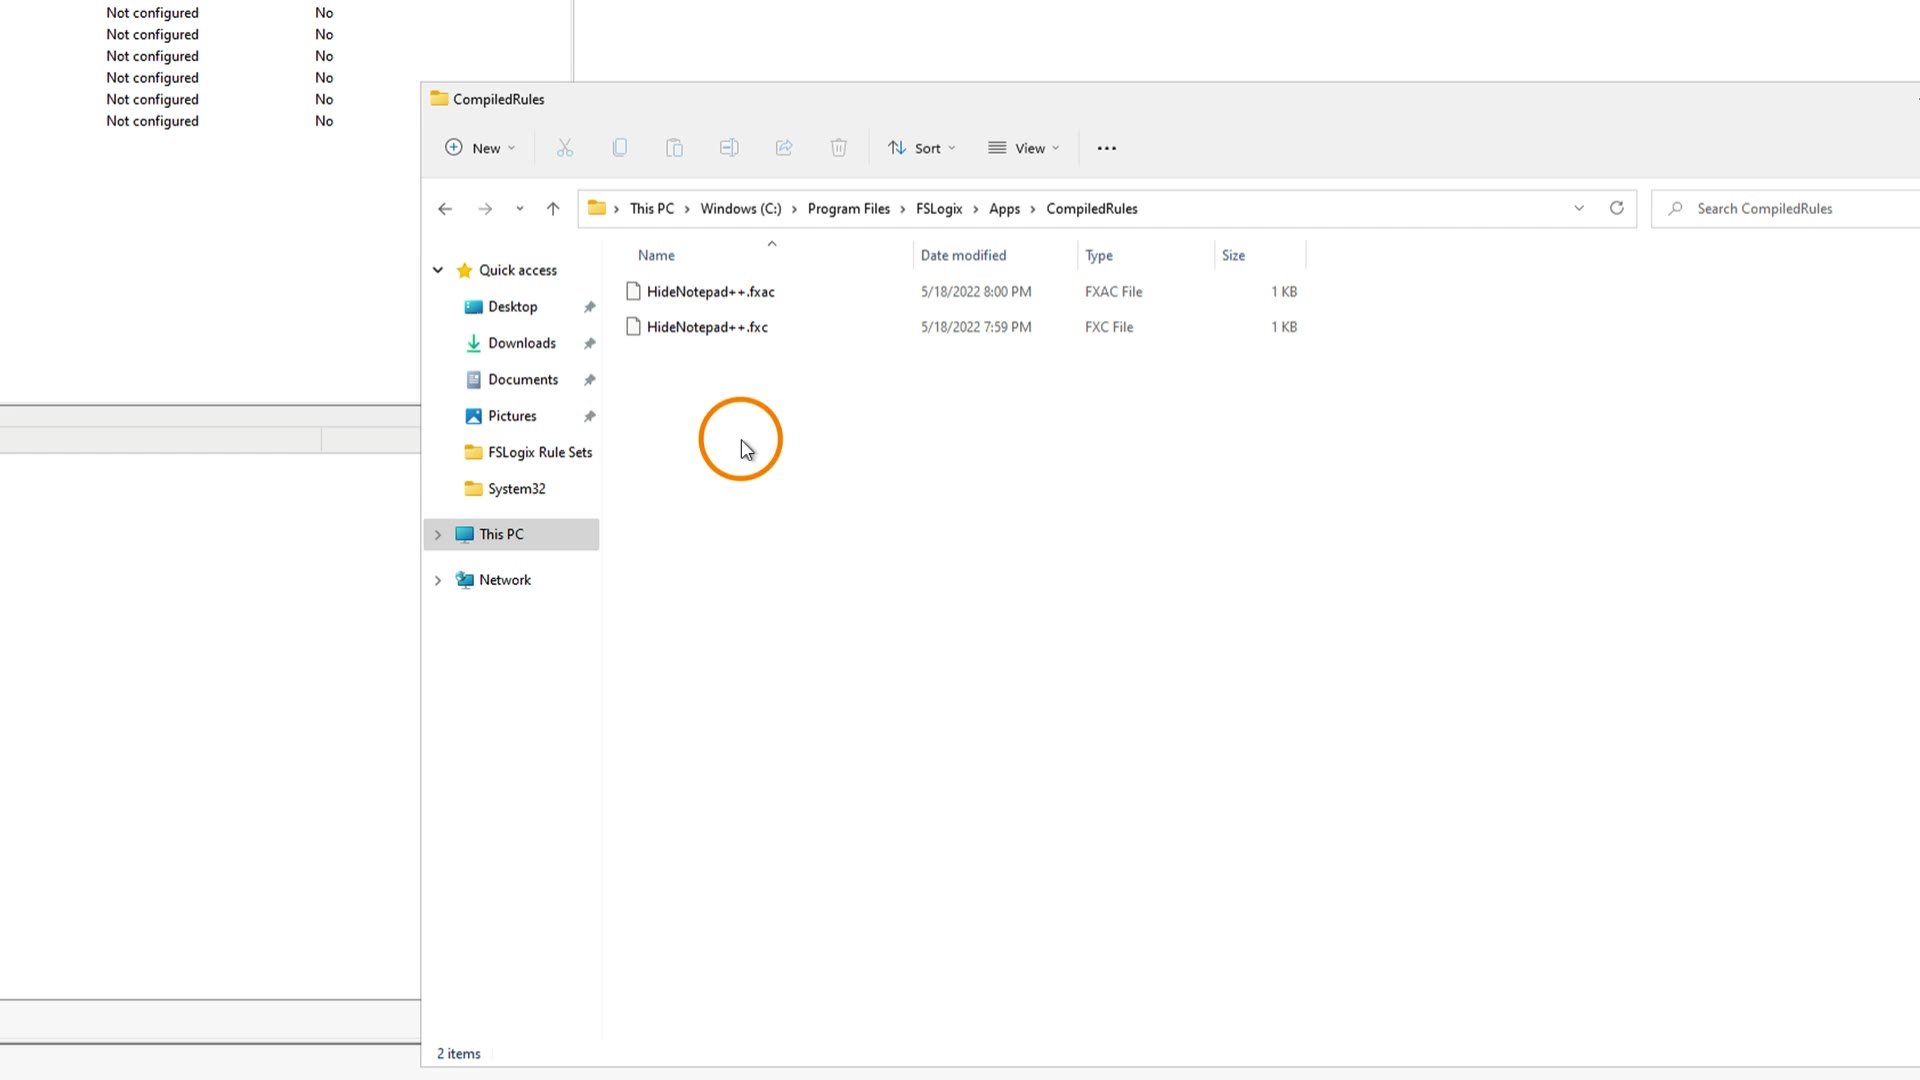 Not configured No
Not configured No
Not configured No
Not configured No
Not configured No
Not configured No
CompiledRules
New Sort View
This PC Windows (C:) Program Files FSLogix Apps CompiledRules Search CompiledRules
Name Date modified Type Size
HideNotepad++.fxac 5/18/2022 8:00 PM FXAC File 1 KB
HideNotepad++.fxc 5/18/2022 7:59 PM FXC File 1 KB
Quick access
Desktop
Downloads
Documents
Pictures
FSLogix Rule Sets
System32
This PC
Network
2 items